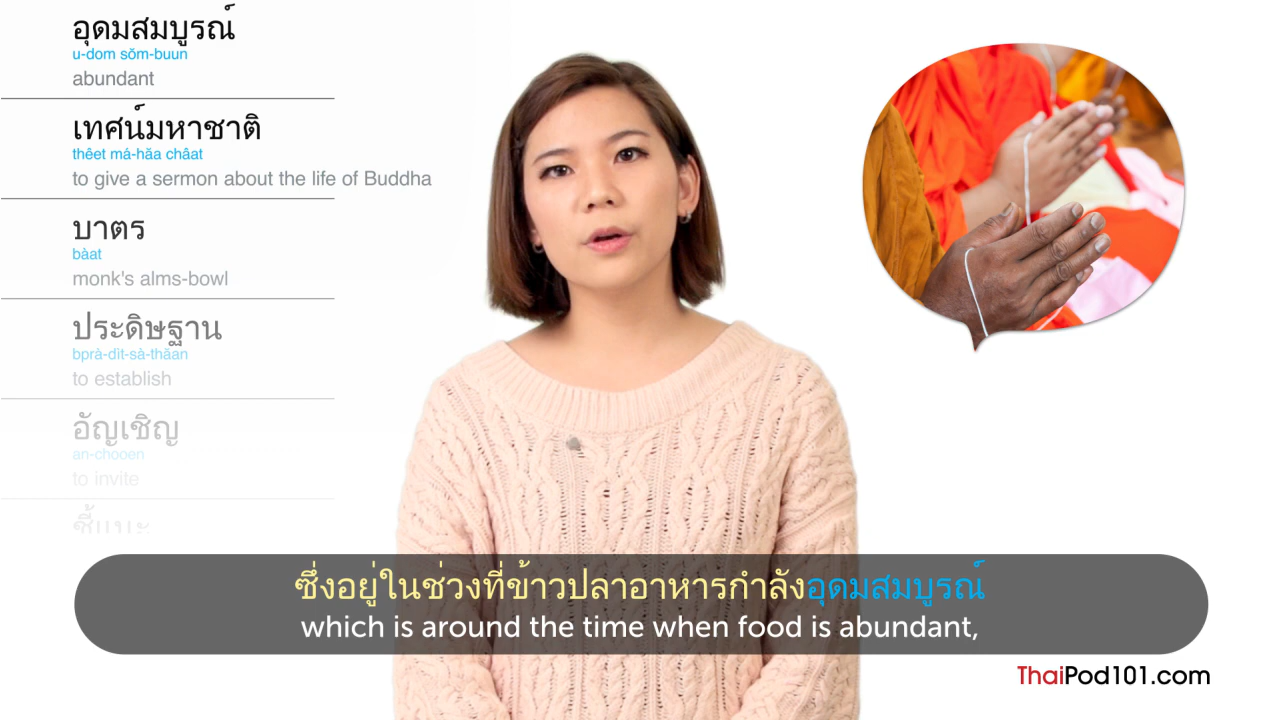 อุดมสมบูรณ์
u-dom sǒm-buun
abundant
เทศน์มหาชาติ
thêet má-hǎa châat
to give a sermon about the life of Buddha
บาตร
bàat
monk's alms-bowl
ประดิษฐาน
bprà-dìt-sà-thǎan
to establish
อัญเชิญ
an-chooen
to invite
ซึ่งอยู่ในช่วงที่ข้าวปลาอาหารกำลังอุดมสมบูรณ์
which is around the time when food is abundant,
ThaiPod101.com